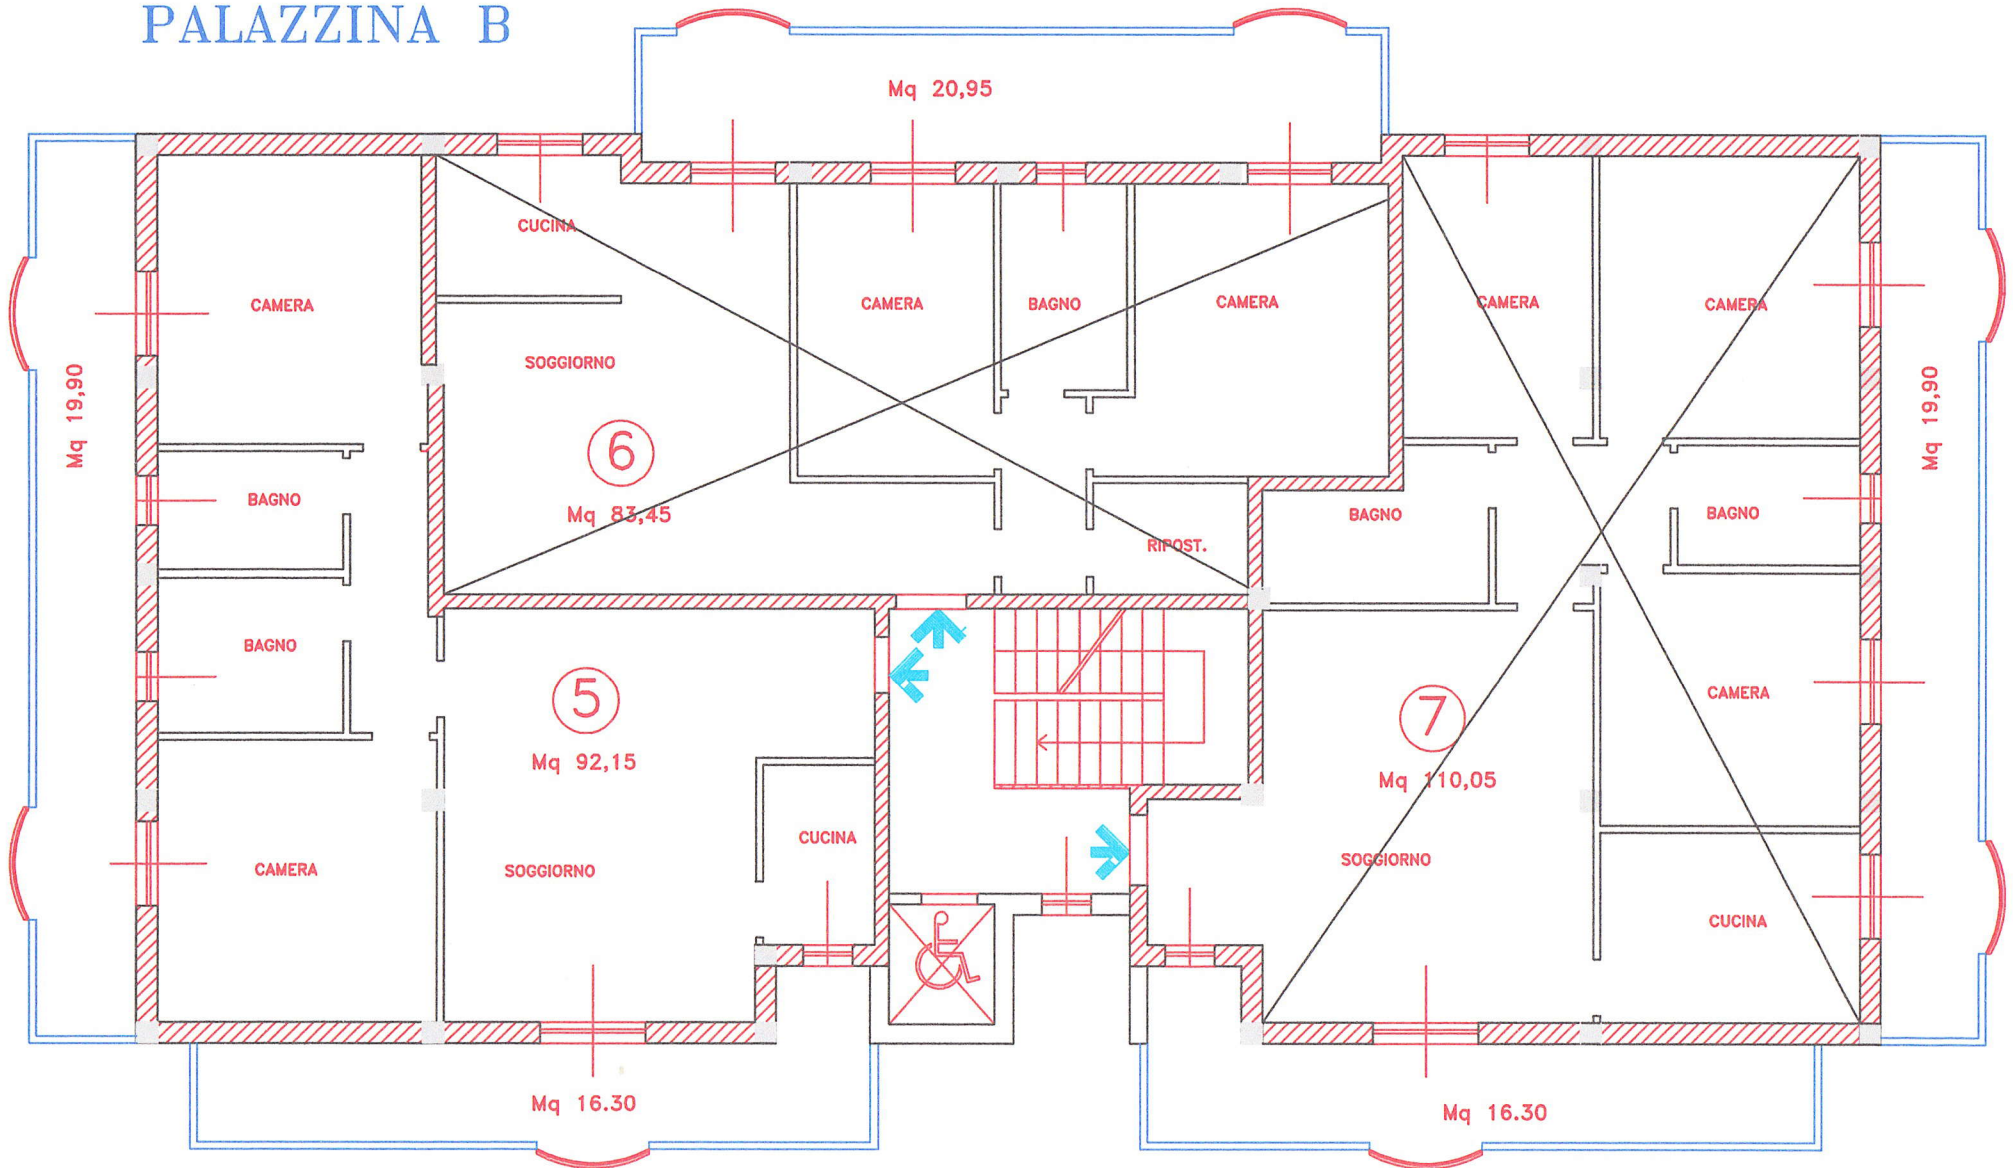 PALAZZINA B
Mq 20,95
CUCINA
CAMERA
CAMERA
BAGNO
CAMERA
CAMERA
CAMERA
SOGGIORNO
Mq 19,90
Mq 19,90
6
Mq 83,45
BAGNO
BAGNO
BAGNO
RIPOST.
BAGNO
5
Mq 92,15
7
Mq 110,05
CAMERA
CUCINA
CAMERA
SOGGIORNO
SOGGIORNO
CUCINA
Mq 16.30
Mq 16.30